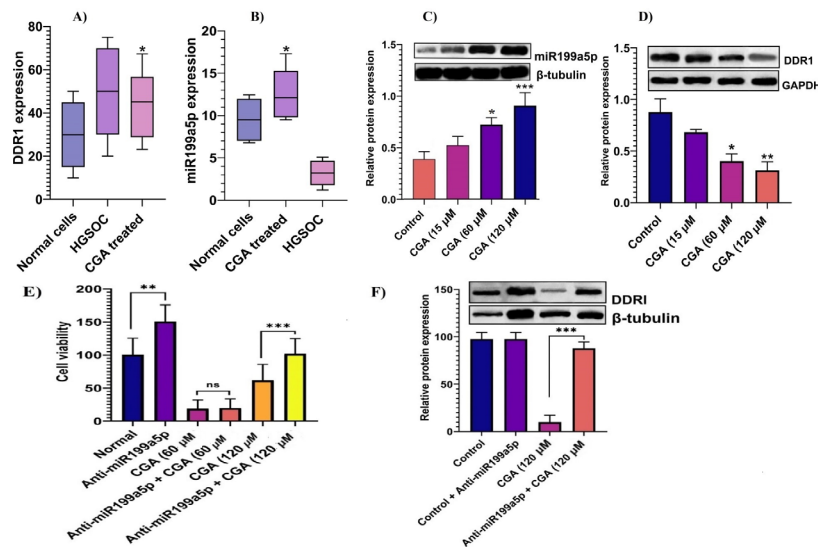 A)
DDR1 expression
80
60
40
20
0
*
Normal cells
HGSOC
CGA treated
B)
miR199a5p expression
20
15
10
5
0
*
Normal cells
CGA treated
HGSOC
C)
Relative protein expression
1.5
1.0
0.5
0.0
miR199a5p
β-tubulin
*
***
Control
CGA (15 µM
CGA (60 µM
CGA (120 µM
D)
Relative protein expression
1.5
1.0
0.5
0.0
DDR1
GAPDH
*
**
Control
CGA (15 µM
CGA (60 µM
CGA (120 µM
E)
Cell viability
200
150
100
50
0
**
ns
***
Normal
Anti-miR199a5p
CGA (60 µM)
Anti-miR199a5p + CGA (60 µM)
CGA (120 µM)
Anti-miR199a5p + CGA (120 µM
F)
Relative protein expression
150
100
50
0
DDRI
β-tubulin
***
Control
Control + Anti-miR199a5p
CGA (120 µM)
Anti-miR199a5p + CGA (120 µM